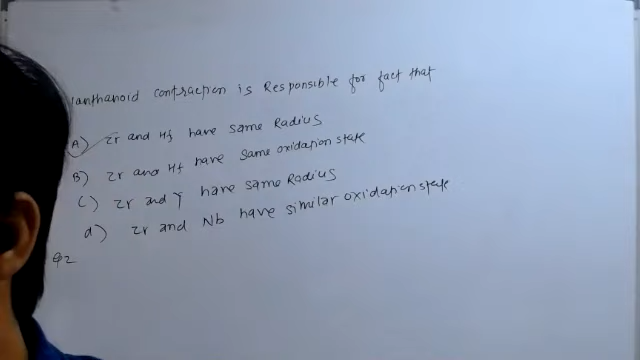 lanthanoid contraction is Responsible for fact that
A) Zr and Hf have same Radius
B) Zr and Hf have same oxidation state
C) Zr and Y have same Radius
d) Zr and Nb have similar oxidation state
Q2